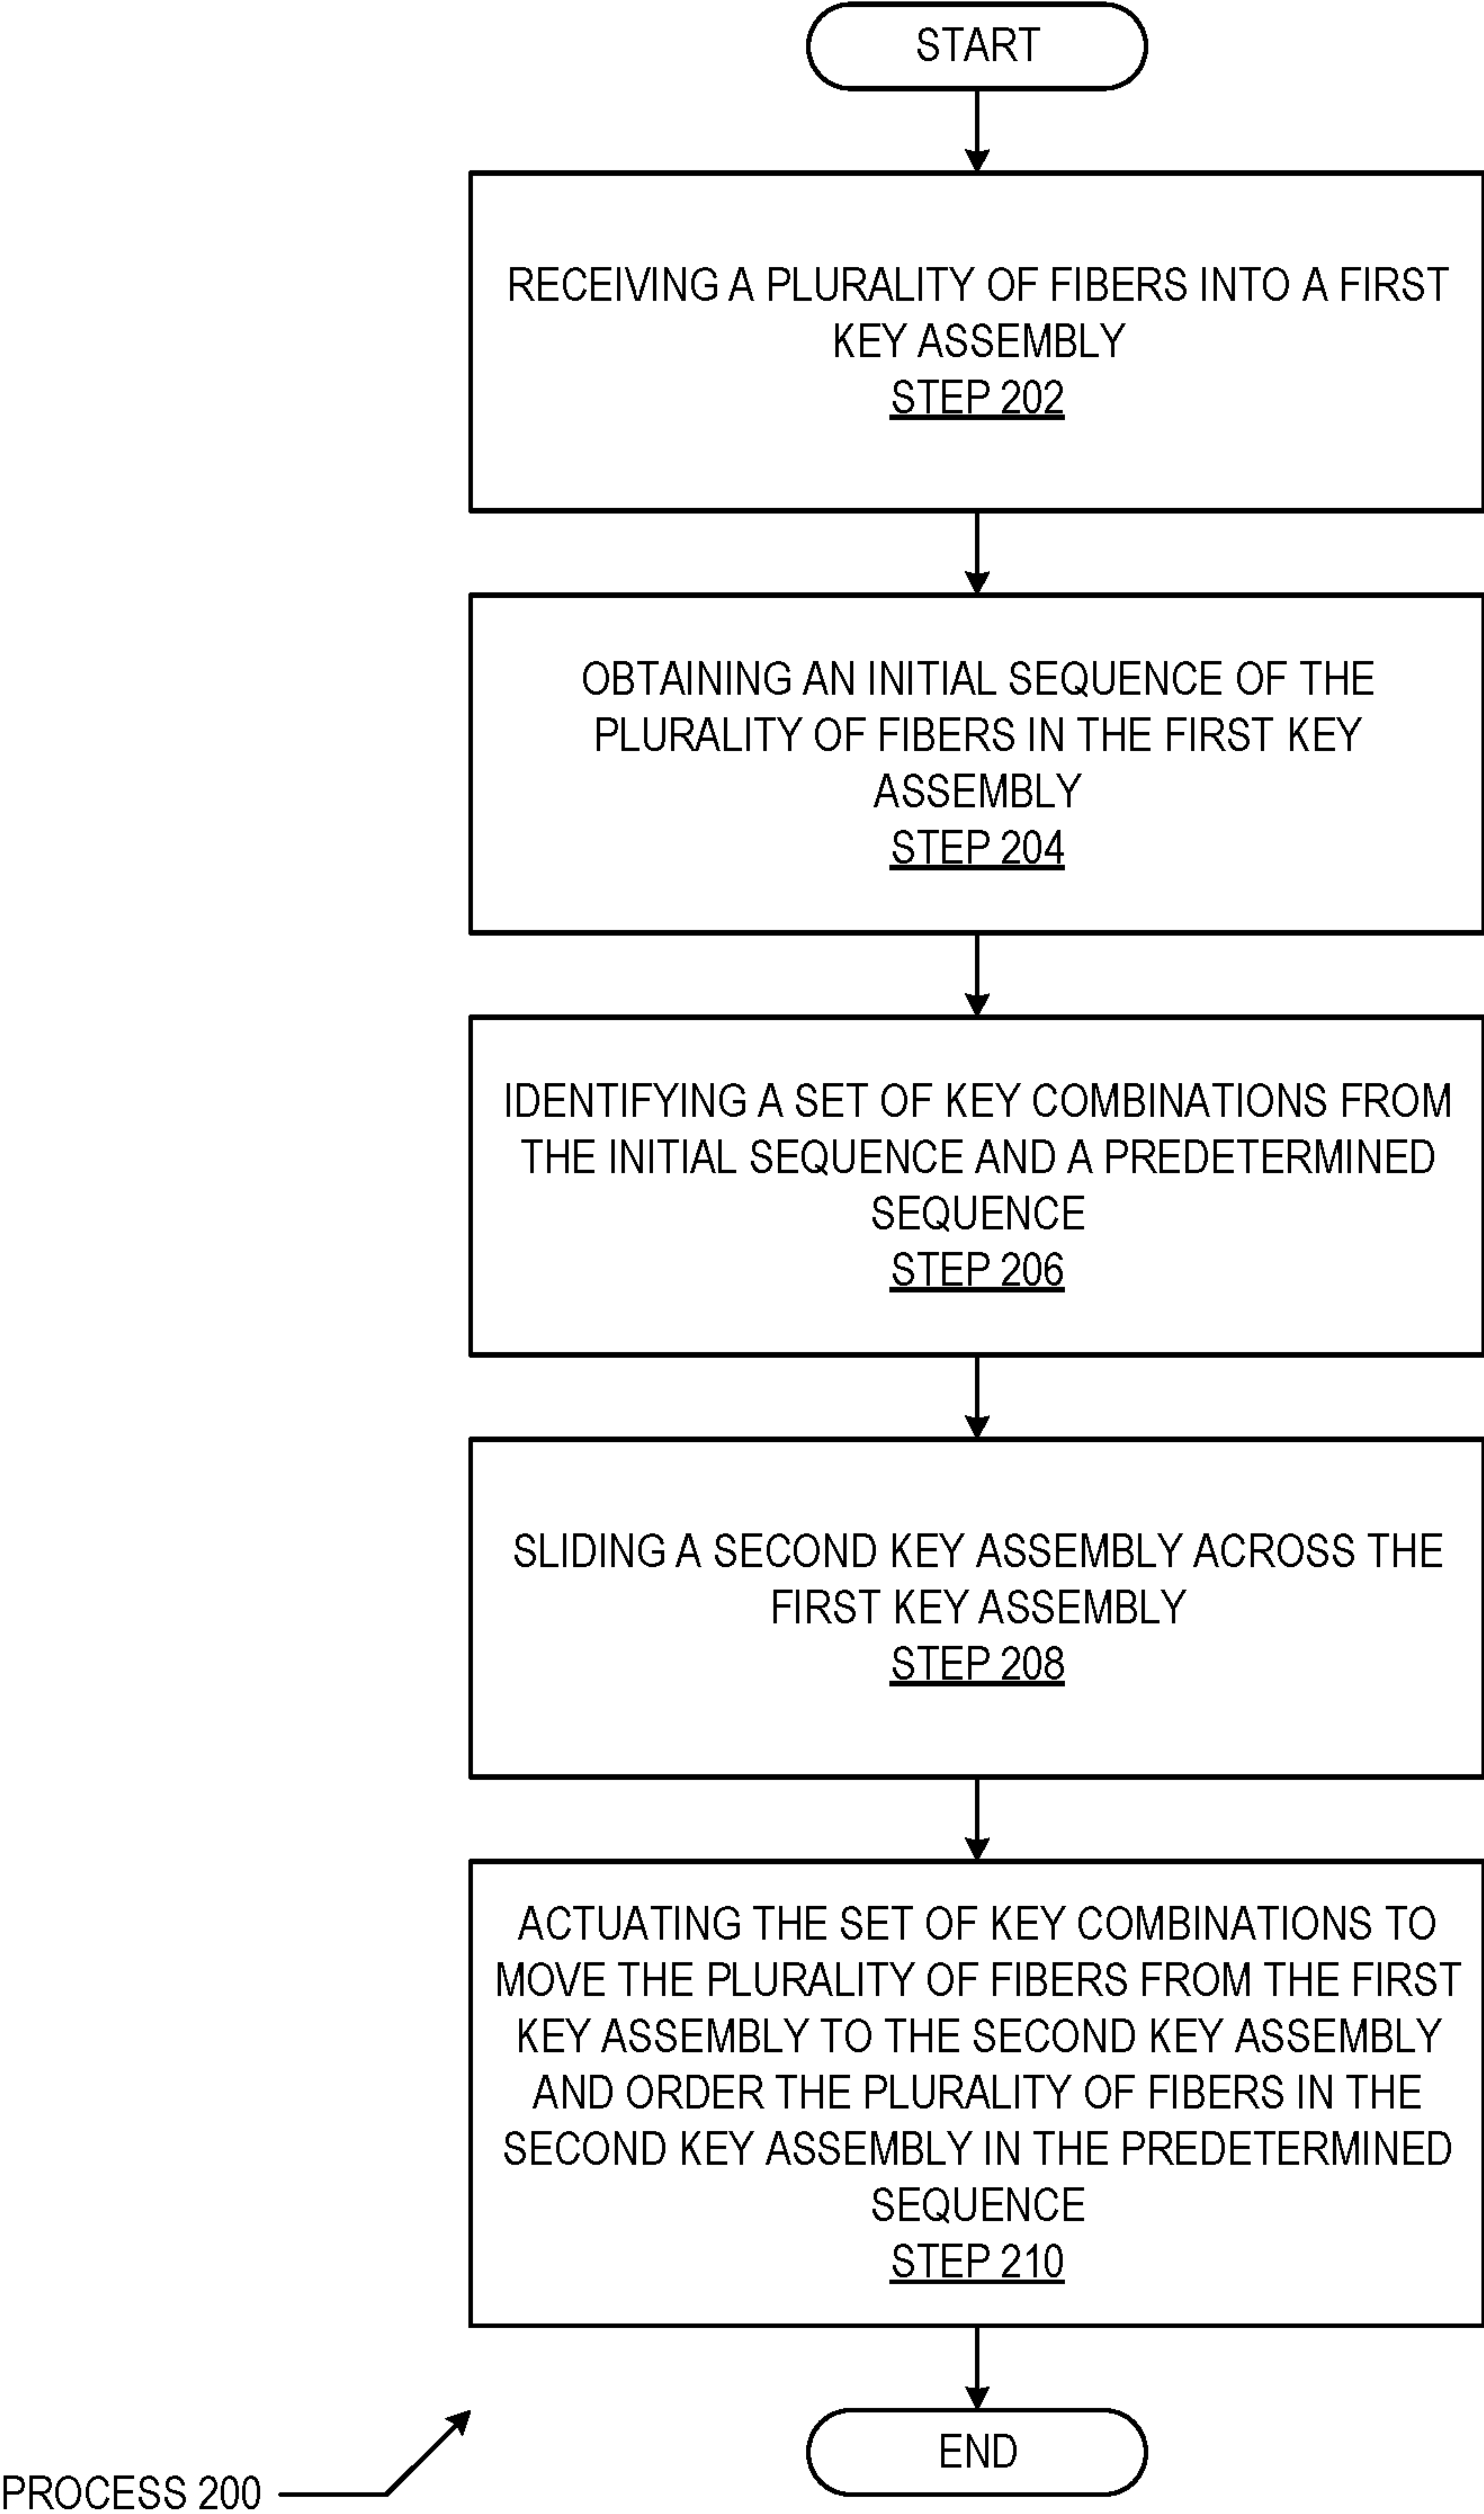 START
RECEIVING A PLURALITY OF FIBERS INTO A FIRST
KEY ASSEMBLY
STEP 202
OBTAINING AN INITIAL SEQUENCE OF THE
PLURALITY OF FIBERS IN THE FIRST KEY
ASSEMBLY
STEP 204
IDENTIFYING A SET OF KEY COMBINATIONS FROM
THE INITIAL SEQUENCE AND A PREDETERMINED
SEQUENCE
STEP 206
SLIDING A SECOND KEY ASSEMBLY ACROSS THE
FIRST KEY ASSEMBLY
STEP 208
ACTUATING THE SET OF KEY COMBINATIONS TO
MOVE THE PLURALITY OF FIBERS FROM THE FIRST
KEY ASSEMBLY TO THE SECOND KEY ASSEMBLY
AND ORDER THE PLURALITY OF FIBERS IN THE
SECOND KEY ASSEMBLY IN THE PREDETERMINED
SEQUENCE
STEP 210
END
PROCESS 200